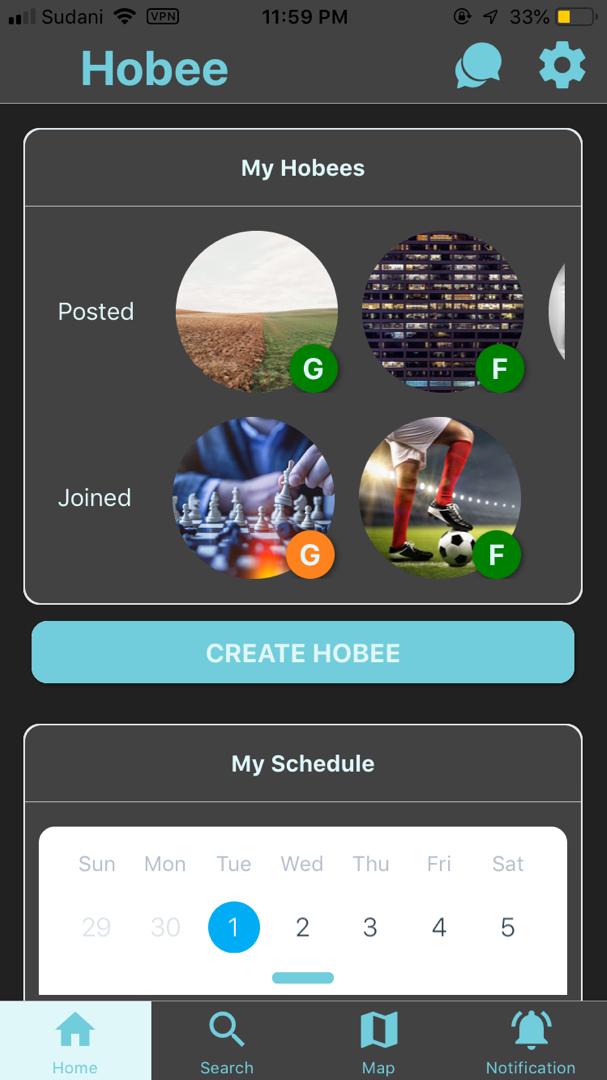 Sudani VPN 11:59 PM 33%
Hobee
My Hobees
Posted
G
F
Joined
G
F
CREATE HOBEE
My Schedule
Sun Mon Tue Wed Thu Fri Sat
29 30 1 2 3 4 5
Home Search Map Notification